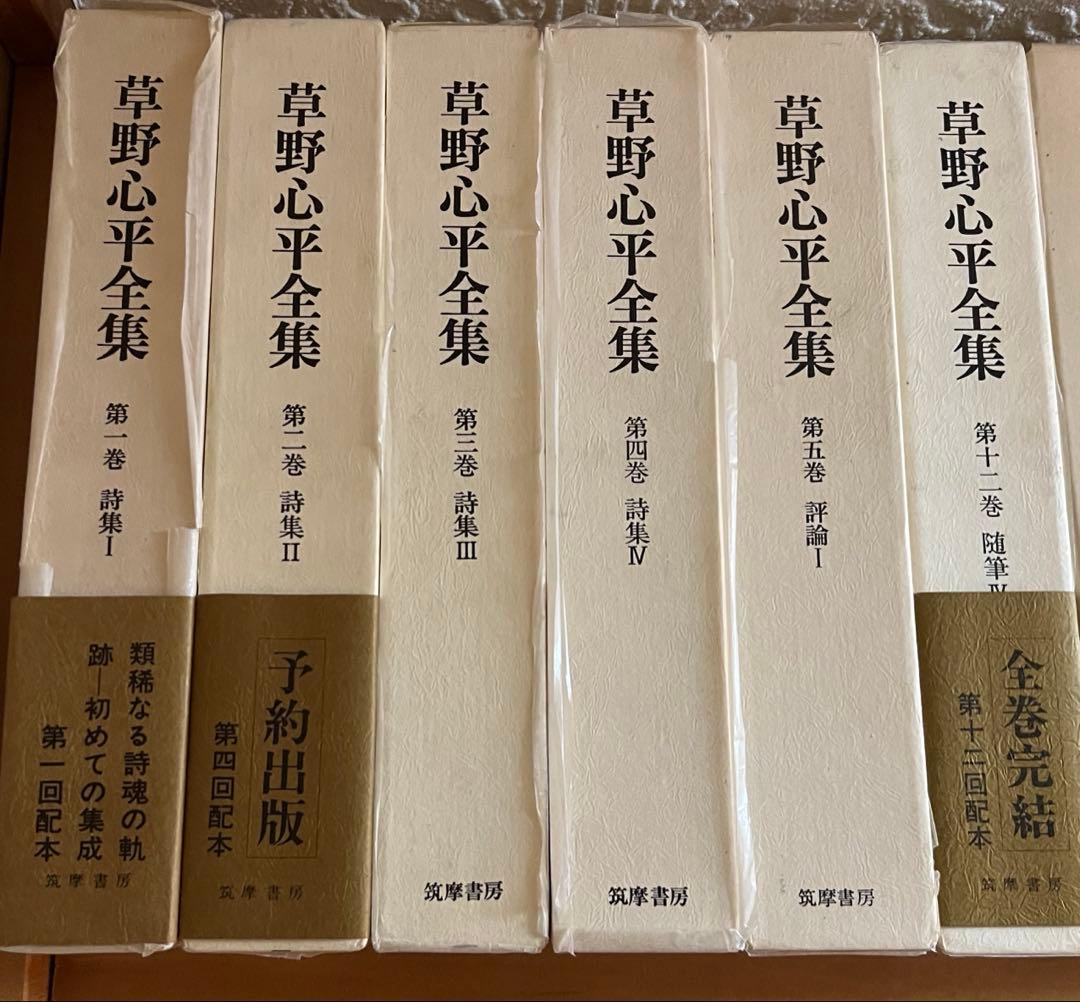 草野心平全集
第一巻 詩集Ⅰ
類稀なる詩魂の軌
跡―初めての集成
第一回配本
筑摩書房
草野心平全集
第二巻 詩集Ⅱ
予約出版
第四回配本
筑摩書房
草野心平全集
第三巻 詩集Ⅲ
筑摩書房
草野心平全集
第四巻 詩集Ⅳ
筑摩書房
草野心平全集
第五巻 評論Ⅰ
筑摩書房
草野心平全集
第十二巻 随筆Ⅳ
全巻完結
第十二回配本
筑摩書房